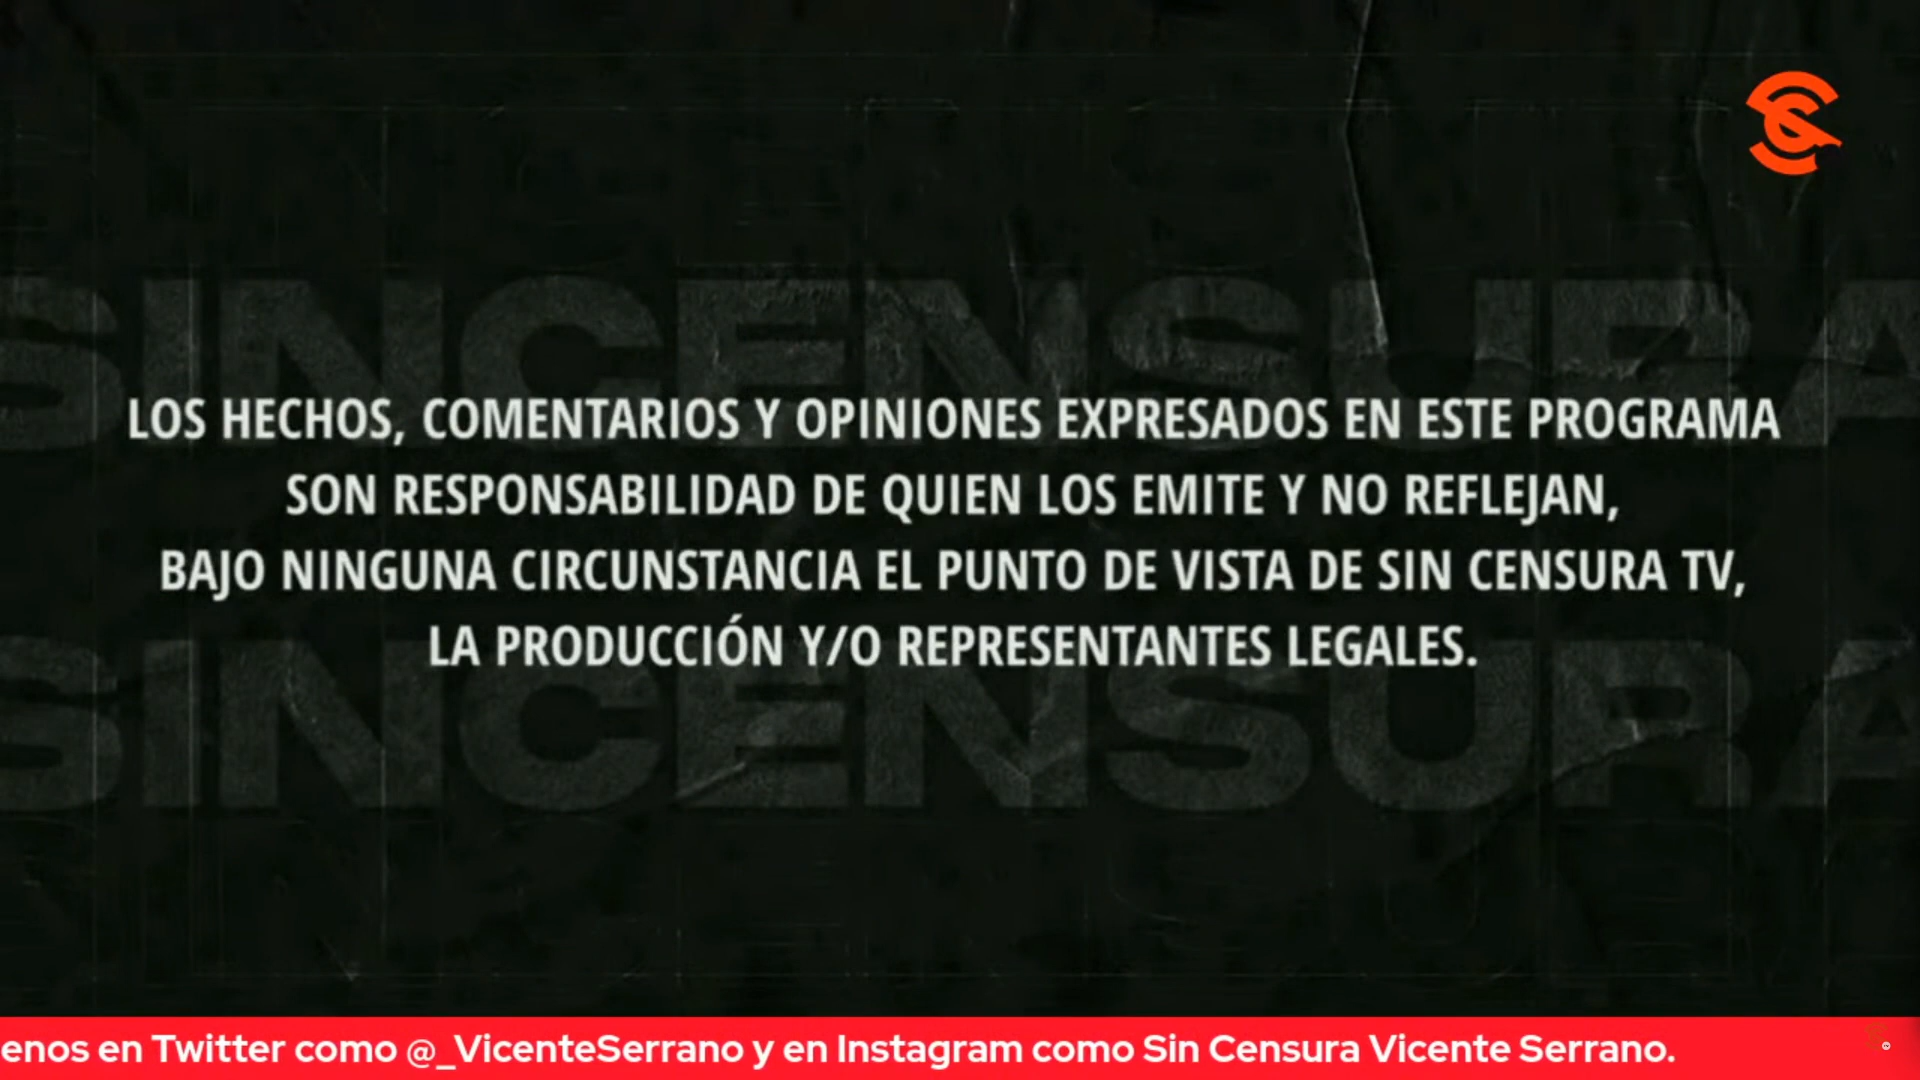 SINCENSURA
LOS HECHOS, COMENTARIOS Y OPINIONES EXPRESADOS EN ESTE PROGRAMA
SON RESPONSABILIDAD DE QUIEN LOS EMITE Y NO REFLEJAN,
BAJO NINGUNA CIRCUNSTANCIA EL PUNTO DE VISTA DE SIN CENSURA TV,
LA PRODUCCIÓN Y/O REPRESENTANTES LEGALES.
SINCENSURA
enos en Twitter como @_VicenteSerrano y en Instagram como Sin Censura Vicente Serrano.